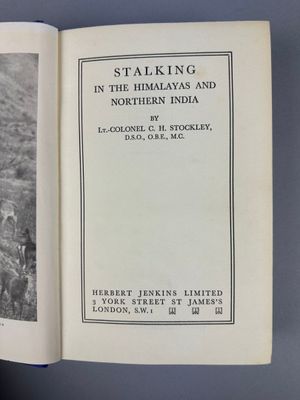 STALKING
IN THE HIMALAYAS AND
NORTHERN INDIA
BY
LT.-COLONEL C. H. STOCKLEY
D.S.O., O.B.E., M.C.
HERBERT JENKINS LIMITED
3 YORK STREET ST JAMES'S
LONDON, S.W.1